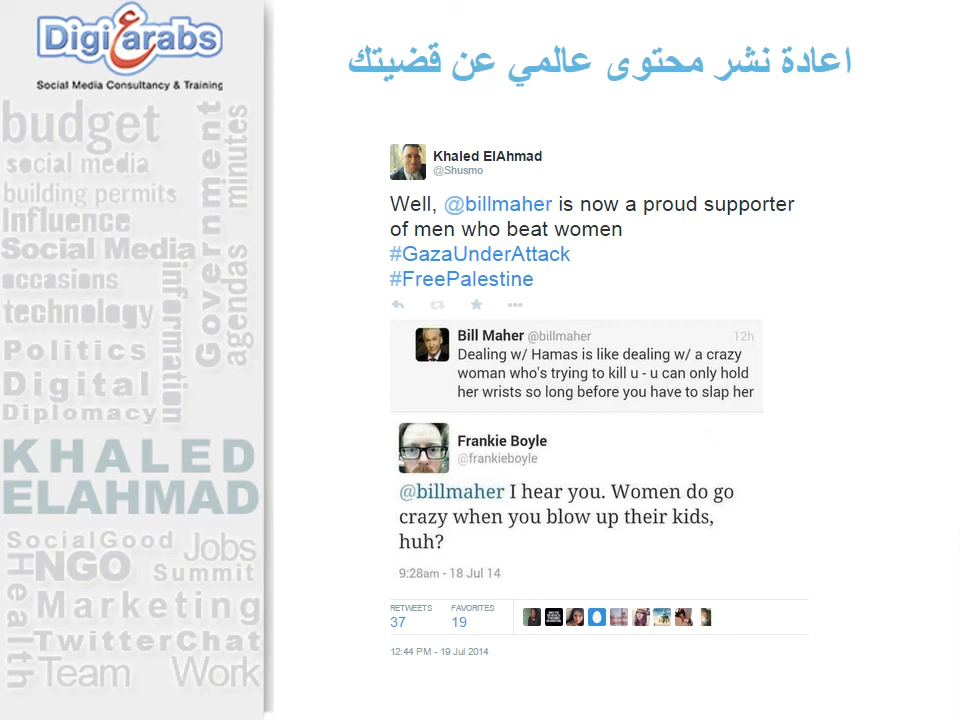 Digi ع arabs
Social Media Consultancy & Training
اعادة نشر محتوى عالمي عن قضيتك
budget
social media
building permits
Influence
Social Media
occasions
technology
Politics
Digital
Diplomacy
Government
minutes
agendas
information
KHALED
ELAHMAD
SocialGood
Jobs
NGO
Summit
Health
Marketing
TwitterChat
Team Work
Khaled ElAhmad
@Shusmo
Well, @billmaher is now a proud supporter
of men who beat women
#GazaUnderAttack
#FreePalestine
Bill Maher @billmaher 12h
Dealing w/ Hamas is like dealing w/ a crazy
woman who's trying to kill u - u can only hold
her wrists so long before you have to slap her
Frankie Boyle
@frankieboyle
@billmaher I hear you. Women do go
crazy when you blow up their kids,
huh?
9:28am - 18 Jul 14
RETWEETS FAVORITES
37 19
12:44 PM - 19 Jul 2014